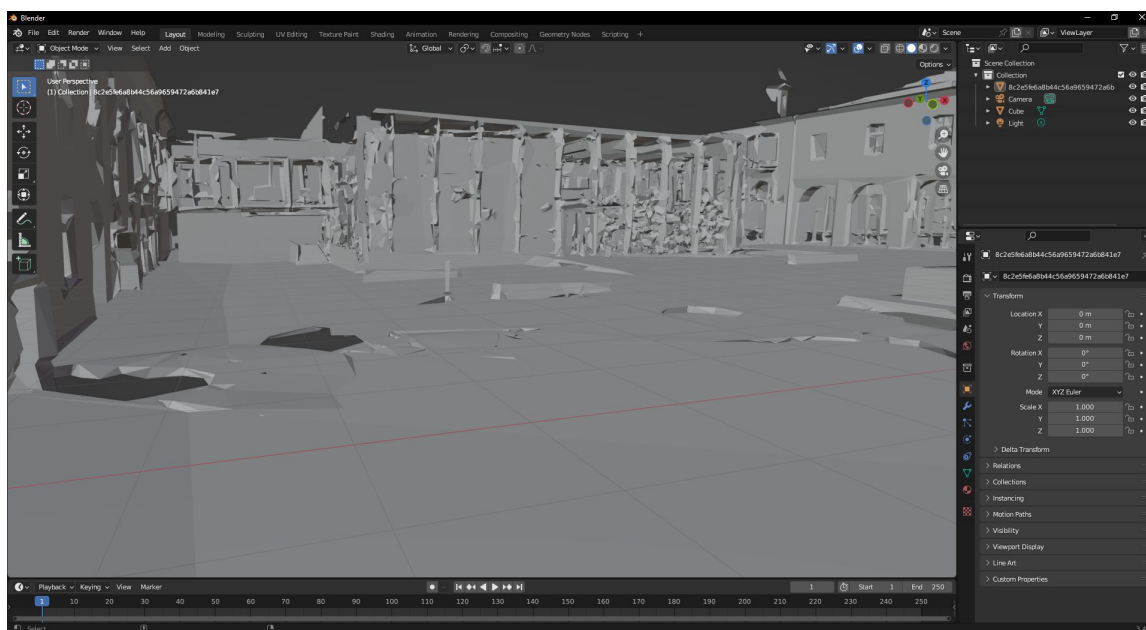 Blender
File Edit Render Window Help Layout Modeling Sculpting UV Editing Texture Paint Shading Animation Rendering Compositing Geometry Nodes Scripting + Scene ViewLayer
Object Mode View Select Add Object Global
Options
User Perspective
(1) Collection | 8c2e5fe6a8b44c56a9659472a6b841e7
Z
Y
X
Scene Collection
Collection
8c2e5fe6a8b44c56a9659472a6b
Camera
Cube
Light
8c2e5fe6a8b44c56a9659472a6b841e7
8c2e5fe6a8b44c56a9659472a6b841e7
Transform
Location X 0 m
Y 0 m
Z 0 m
Rotation X 0°
Y 0°
Z 0°
Mode XYZ Euler
Scale X 1.000
Y 1.000
Z 1.000
Delta Transform
Relations
Collections
Instancing
Motion Paths
Visibility
Viewport Display
Line Art
Custom Properties
Playback Keying View Marker 1 Start 1 End 250
1 10 20 30 40 50 60 70 80 90 100 110 120 130 140 150 160 170 180 190 200 210 220 230 240 250
Select